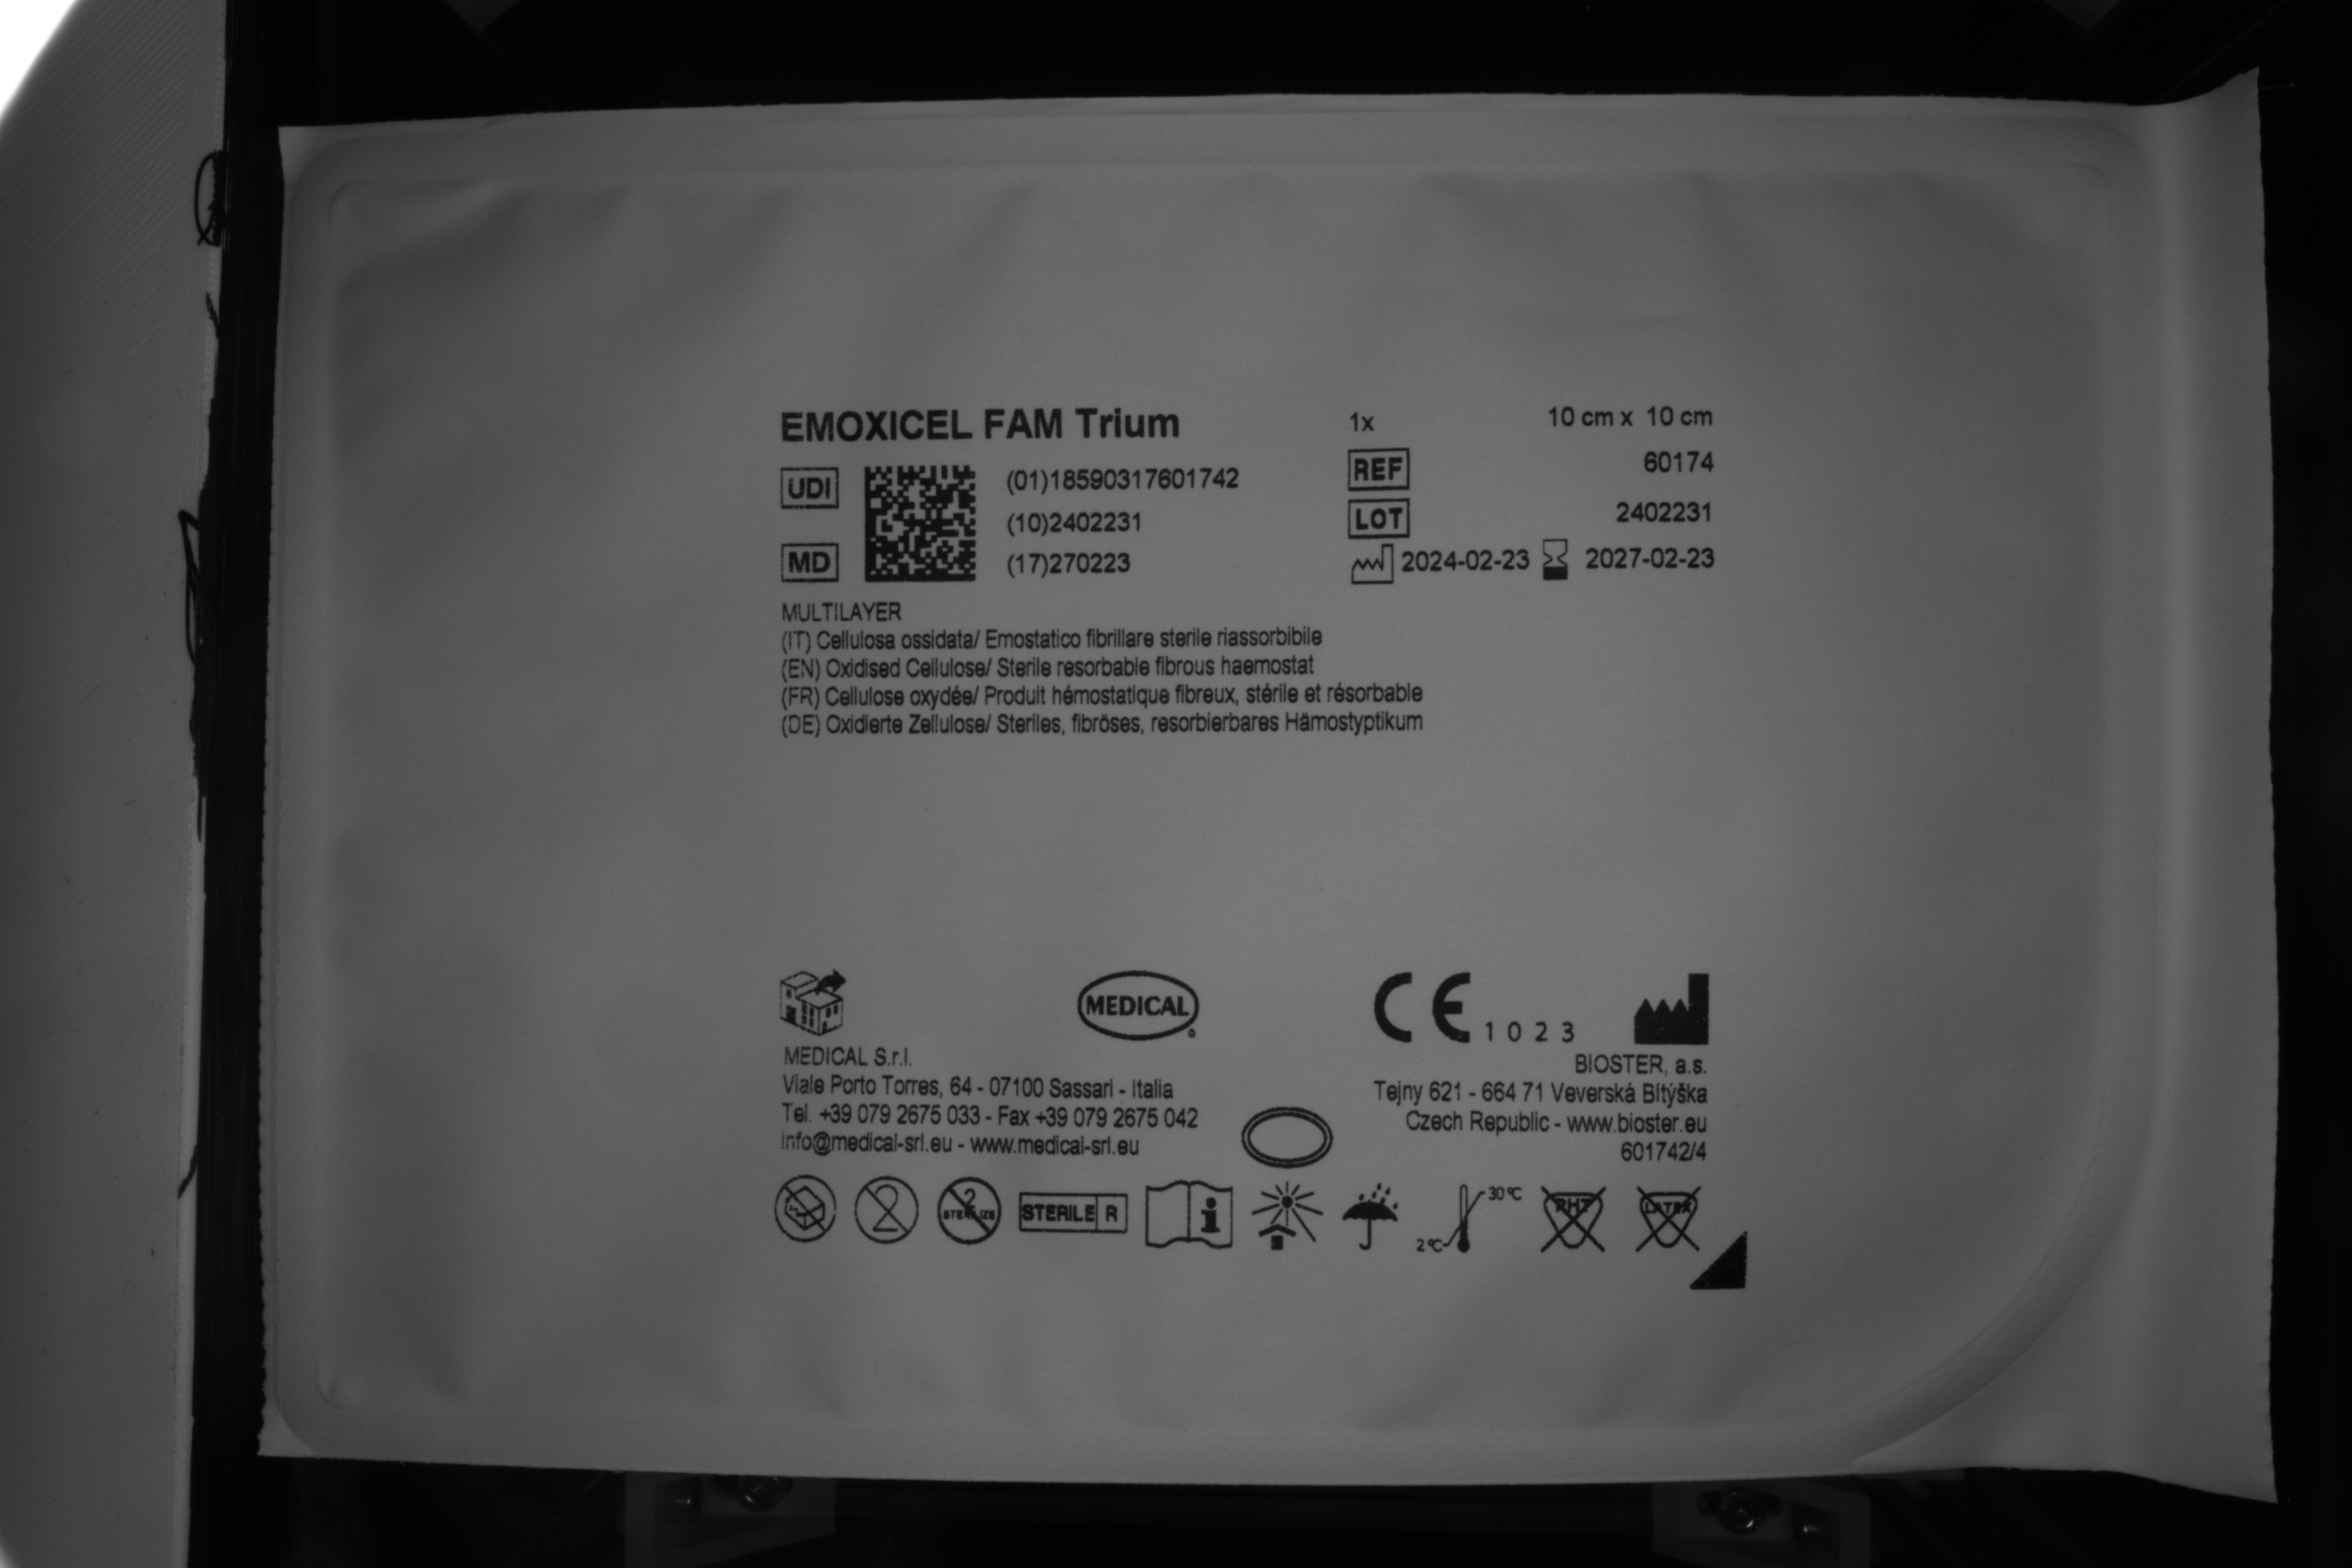 EMOXICEL FAM Trium
1x 10 cm x 10 cm
UDI (01)18590317601742
REF 60174
(10)2402231
LOT 2402231
MD (17)270223
2024-02-23 2027-02-23
MULTILAYER
(IT) Cellulosa ossidata/ Emostatico fibrillare sterile riassorbibile
(EN) Oxidised Cellulose/ Sterile resorbable fibrous haemostat
(FR) Cellulose oxydée/ Produit hémostatique fibreux, stérile et résorbable
(DE) Oxidierte Zellulose/ Steriles, fibröses, resorbierbares Hämostyptikum
MEDICAL
CE 1023
MEDICAL S.r.l.
Viale Porto Torres, 64 - 07100 Sassari - Italia
Tel. +39 079 2675 033 - Fax +39 079 2675 042
info@medical-srl.eu - www.medical-srl.eu
BIOSTER, a.s.
Tejny 621 - 664 71 Veverská Bítýška
Czech Republic - www.bioster.eu
601742/4
2
2 STERILIZE
STERILE R
i
2°C 30°C
PHT
LATEX